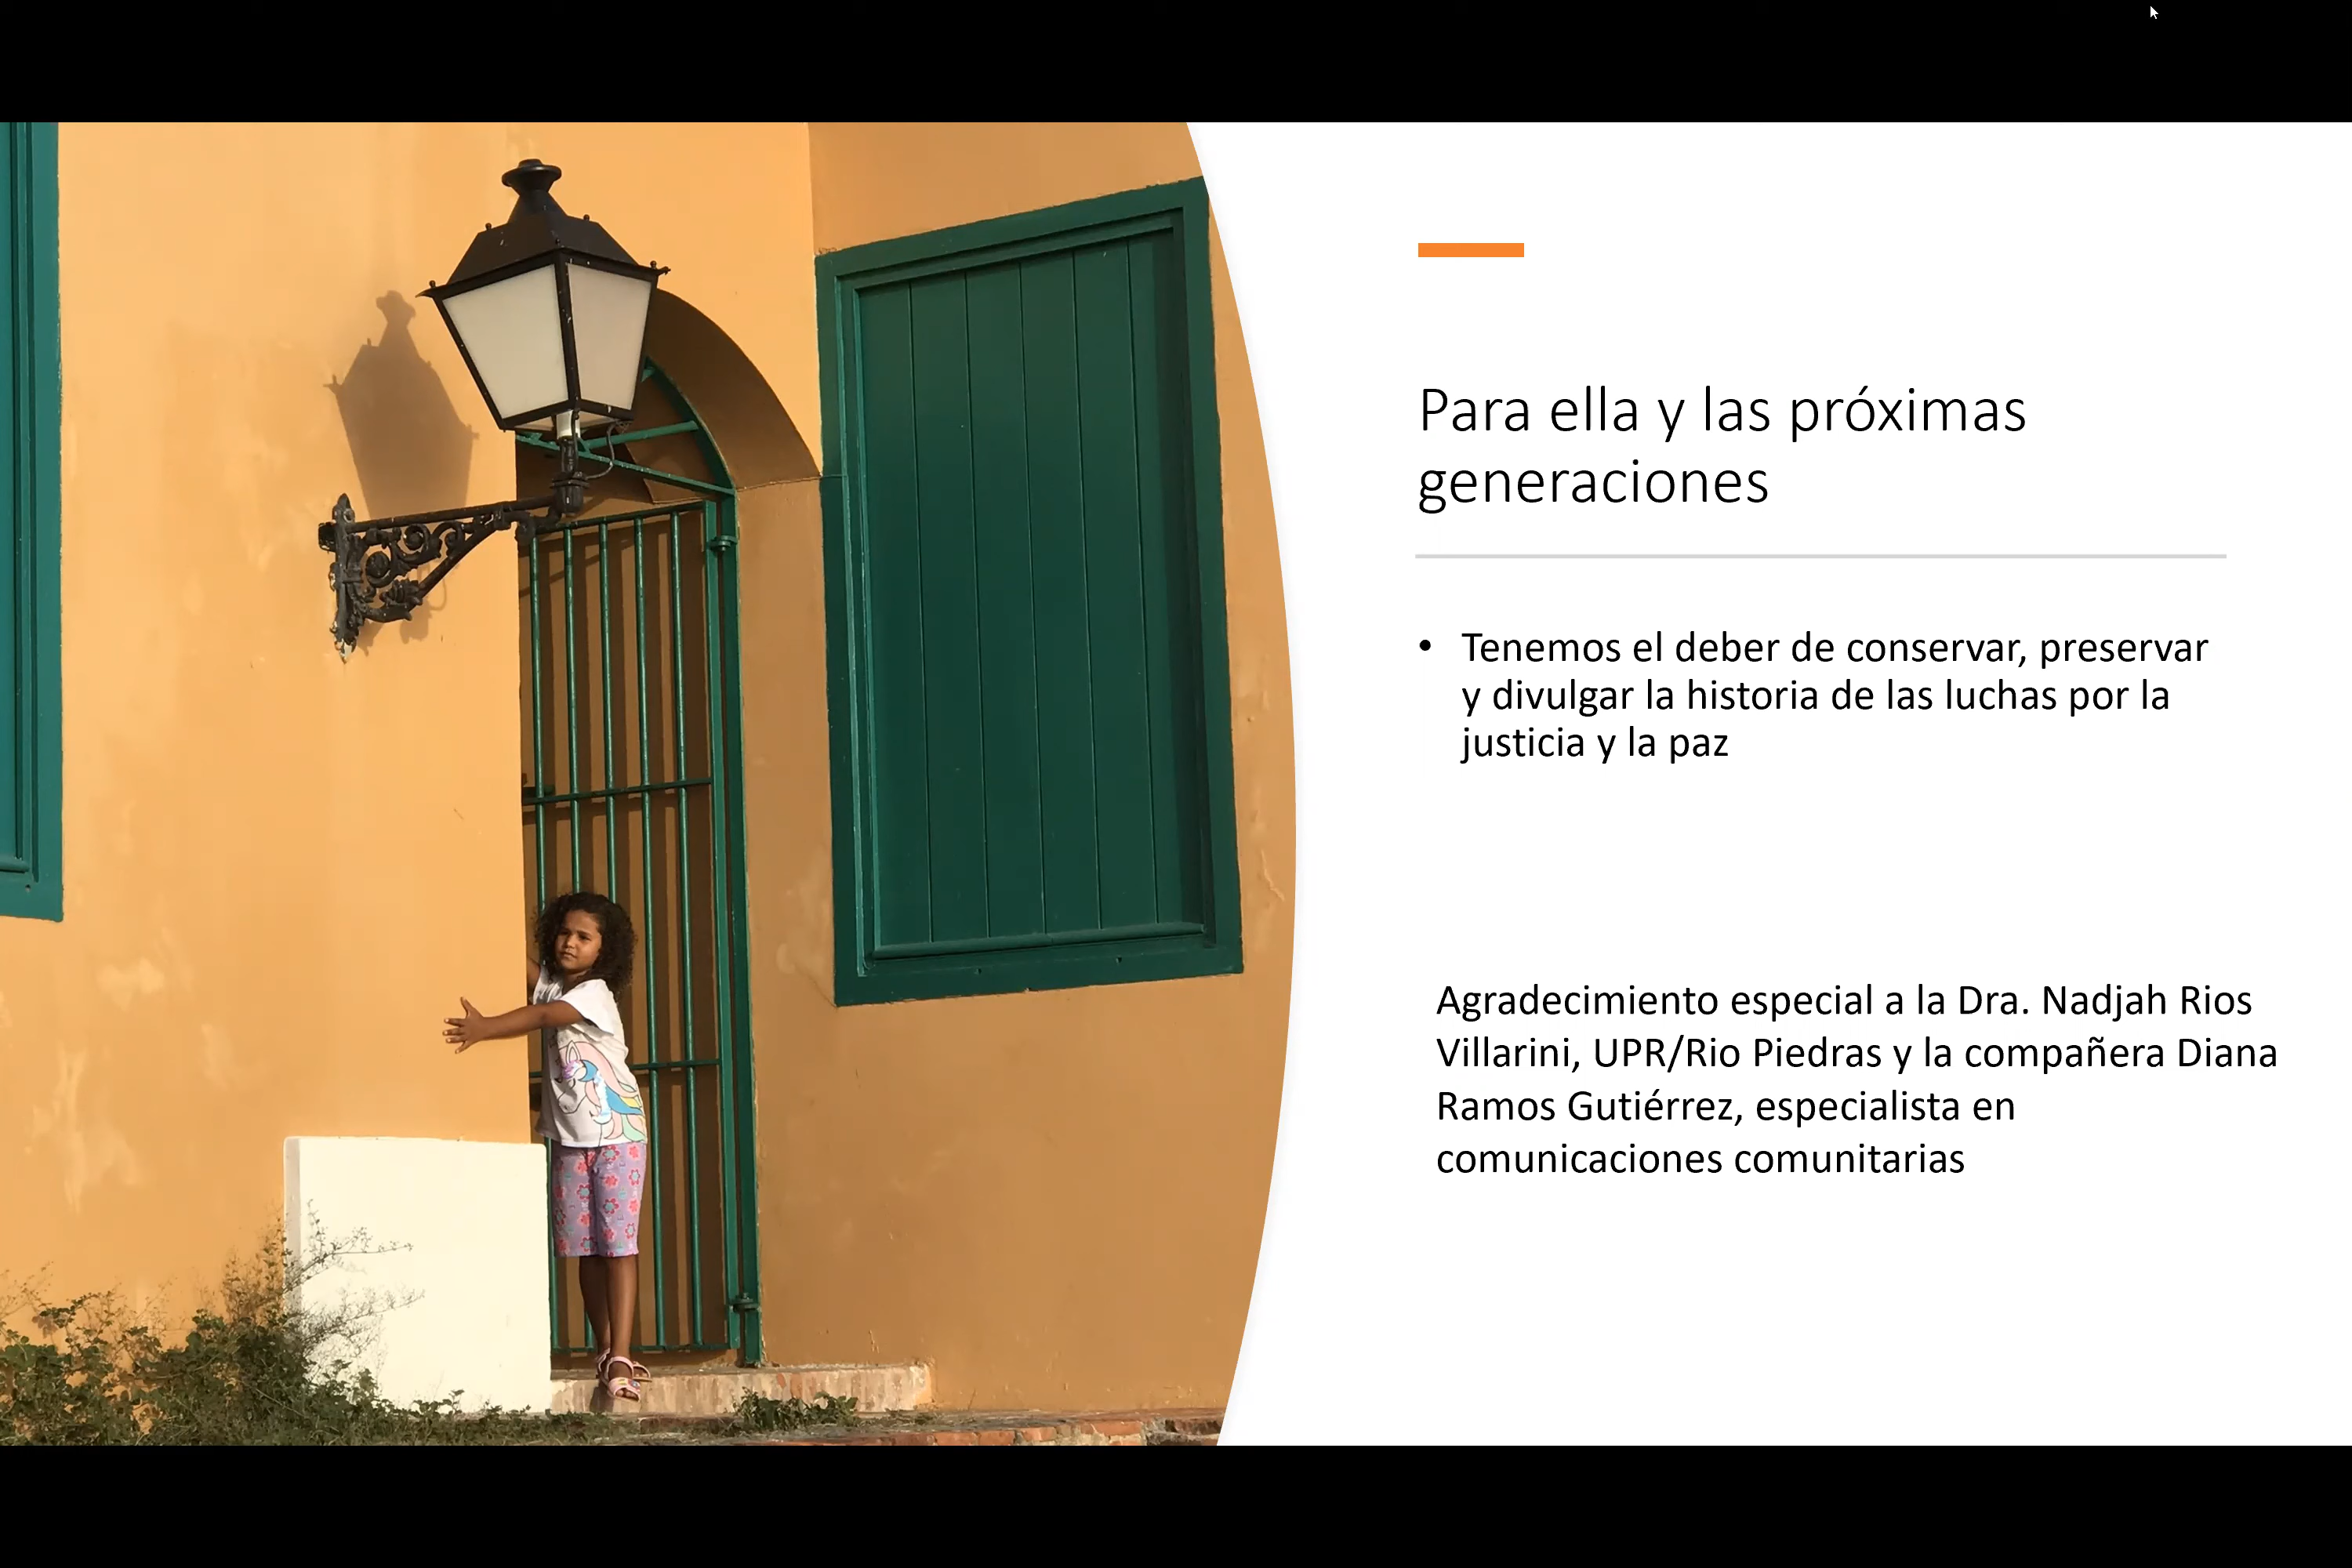 Para ella y las próximas
generaciones
• Tenemos el deber de conservar, preservar
y divulgar la historia de las luchas por la
justicia y la paz
Agradecimiento especial a la Dra. Nadjah Rios
Villarini, UPR/Rio Piedras y la compañera Diana
Ramos Gutiérrez, especialista en
comunicaciones comunitarias